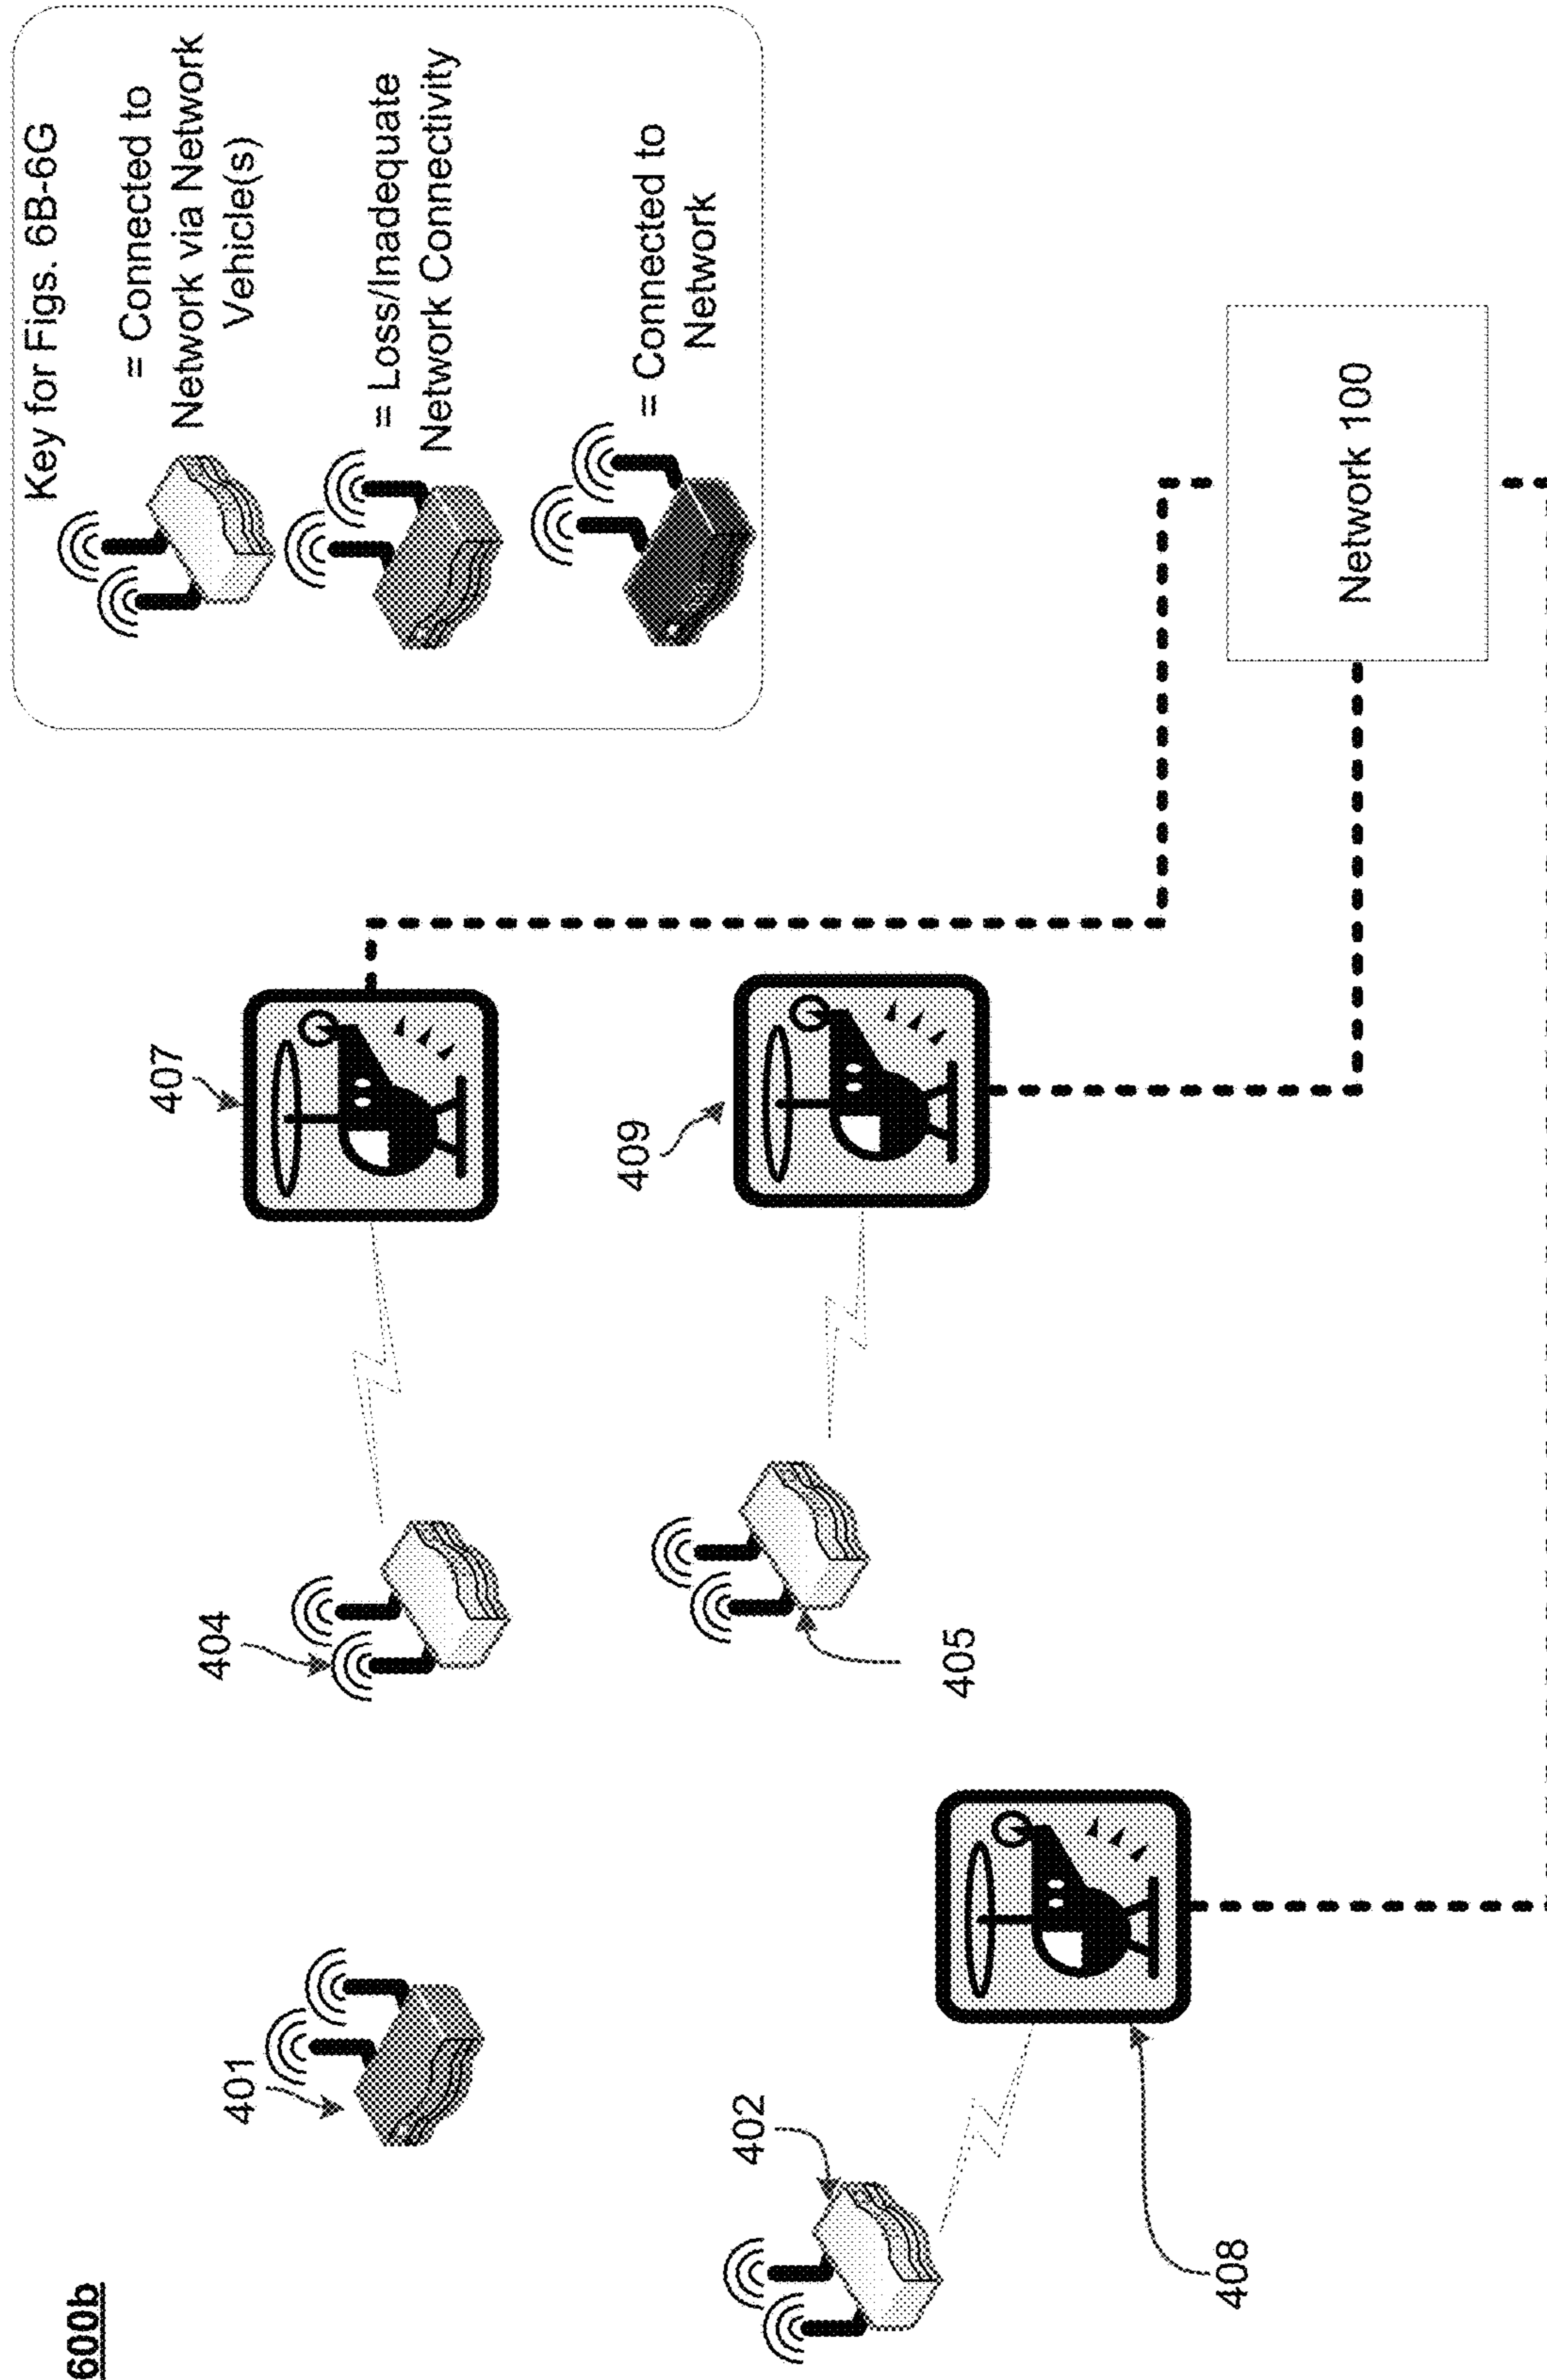 600b
Key for Figs. 6B-6G
= Connected to
Network via Network
Vehicle(s)
= Loss/Inadequate
Network Connectivity
= Connected to
Network
401
404
407
402
405
409
408
Network 100